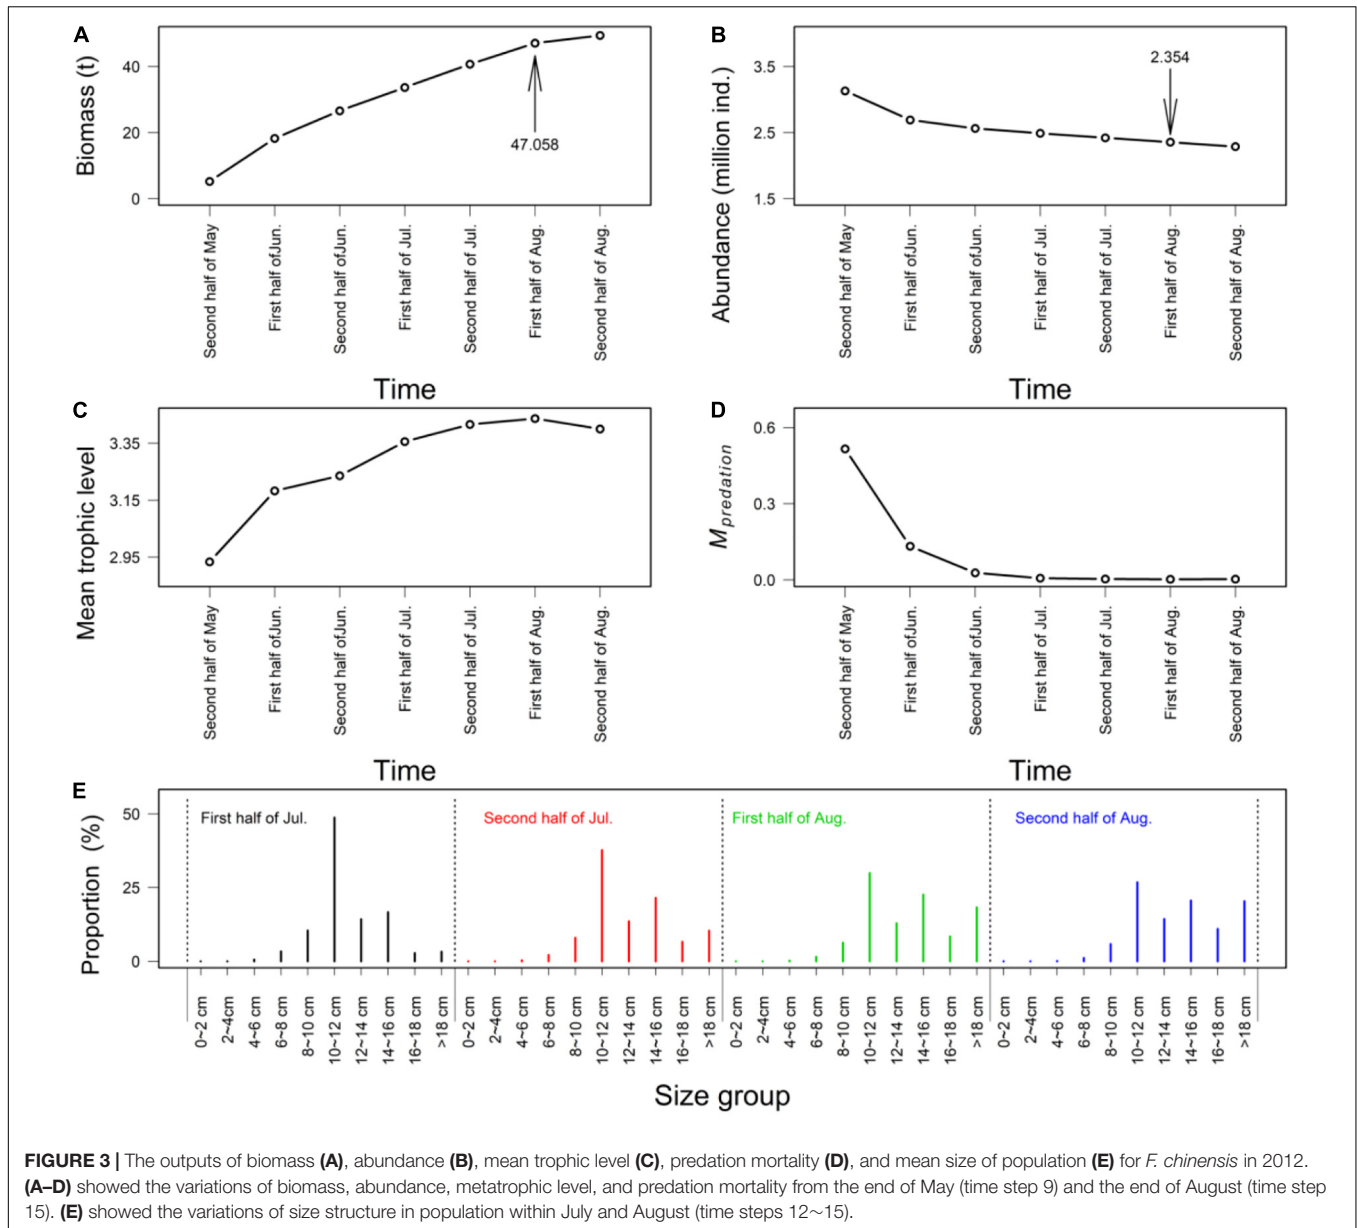 A
Biomass (t)
40
20
0
47.058
Second half of May
First half ofJun.
Second half ofJun.
First half of Jul.
Second half of Jul.
First half of Aug.
Second half of Aug.
Time
B
Abundance (million ind.)
3.5
2.5
1.5
2.354
Second half of May
First half ofJun.
Second half ofJun.
First half of Jul.
Second half of Jul.
First half of Aug.
Second half of Aug.
Time
C
Mean trophic level
3.35
3.15
2.95
Second half of May
First half ofJun.
Second half ofJun.
First half of Jul.
Second half of Jul.
First half of Aug.
Second half of Aug.
Time
D
Mpredation
0.6
0.3
0.0
Second half of May
First half ofJun.
Second half ofJun.
First half of Jul.
Second half of Jul.
First half of Aug.
Second half of Aug.
Time
E
Proportion (%)
50
25
0
First half of Jul.
Second half of Jul.
First half of Aug.
Second half of Aug.
0~2 cm
2~4cm
4~6 cm
6~8 cm
8~10 cm
10~12 cm
12~14 cm
14~16 cm
16~18 cm
>18 cm
0~2 cm
2~4cm
4~6 cm
6~8 cm
8~10 cm
10~12 cm
12~14 cm
14~16 cm
16~18 cm
>18 cm
0~2 cm
2~4cm
4~6 cm
6~8 cm
8~10 cm
10~12 cm
12~14 cm
14~16 cm
16~18 cm
>18 cm
0~2 cm
2~4cm
4~6 cm
6~8 cm
8~10 cm
10~12 cm
12~14 cm
14~16 cm
16~18 cm
>18 cm
Size group
FIGURE 3 | The outputs of biomass (A), abundance (B), mean trophic level (C), predation mortality (D), and mean size of population (E) for F. chinensis in 2012.
(A–D) showed the variations of biomass, abundance, metatrophic level, and predation mortality from the end of May (time step 9) and the end of August (time step
15). (E) showed the variations of size structure in population within July and August (time steps 12~15).